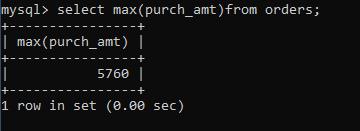 mysql> select max(purch_amt)from orders;
+----------------+
| max(purch_amt) |
+----------------+
|           5760 |
+----------------+
1 row in set (0.00 sec)